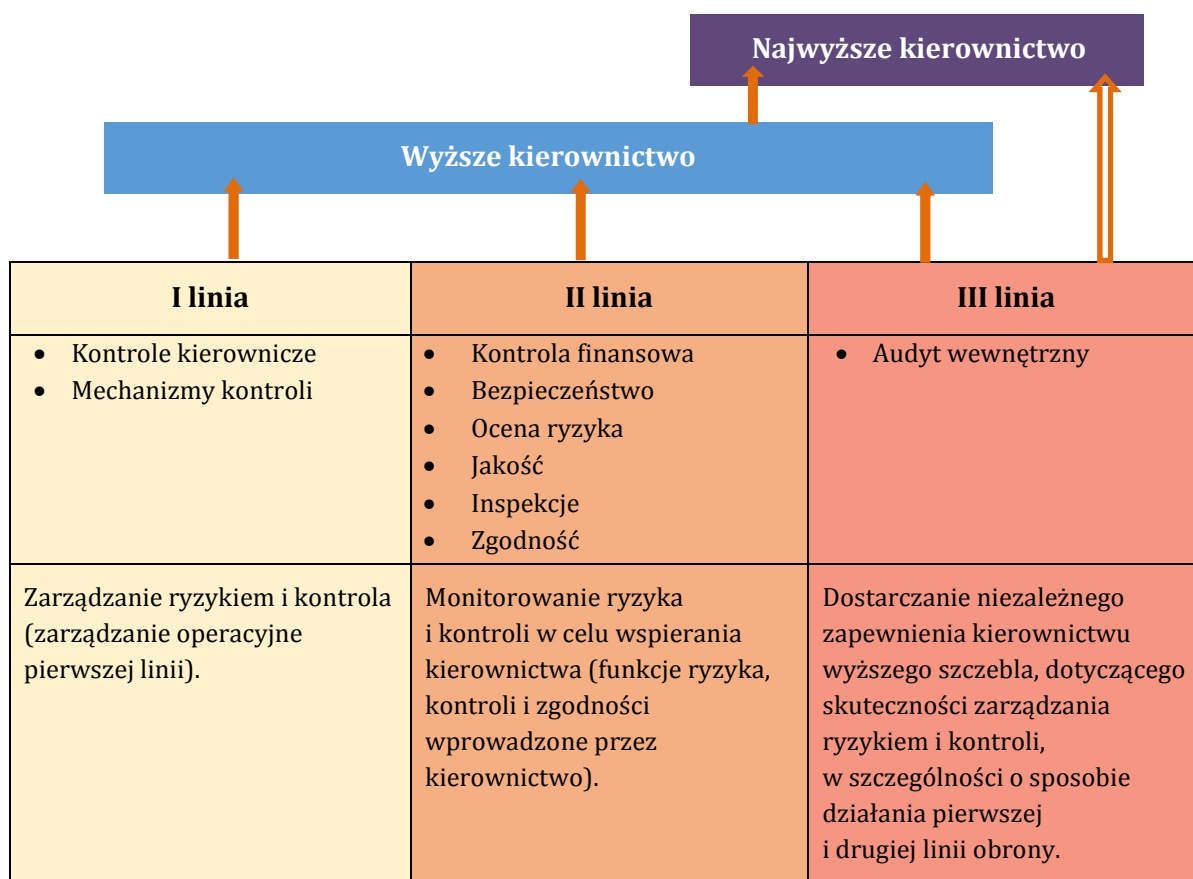 Najwyższe kierownictwo
Wyższe kierownictwo
I linia
II linia
III linia
• Kontrole kierownicze
• Mechanizmy kontroli
• Kontrola finansowa
• Bezpieczeństwo
• Ocena ryzyka
• Jakość
• Inspekcje
• Zgodność
• Audyt wewnętrzny
Zarządzanie ryzykiem i kontrola
(zarządzanie operacyjne
pierwszej linii).
Monitorowanie ryzyka
i kontroli w celu wspierania
kierownictwa (funkcje ryzyka,
kontroli i zgodności
wprowadzone przez
kierownictwo).
Dostarczanie niezależnego
zapewnienia kierownictwu
wyższego szczebla, dotyczącego
skuteczności zarządzania
ryzykiem i kontroli,
w szczególności o sposobie
działania pierwszej
i drugiej linii obrony.